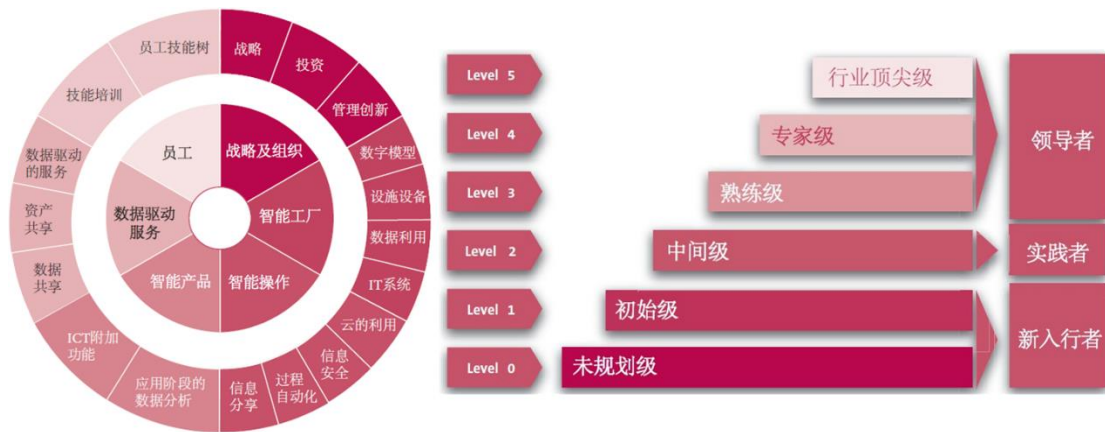 员工技能树
战略
投资
管理创新
数字模型
设施设备
数据利用
IT系统
云的利用
信息
安全
过程
自动化
信息
分享
应用阶段的
数据分析
ICT附加
功能
数据
共享
资产
共享
数据驱动
的服务
技能培训
员工
战略及组织
智能工厂
智能操作
智能产品
数据驱动
服务
Level 5
行业顶尖级
Level 4
专家级
领导者
Level 3
熟练级
Level 2
中间级
实践者
Level 1
初始级
新入行者
Level 0
未规划级